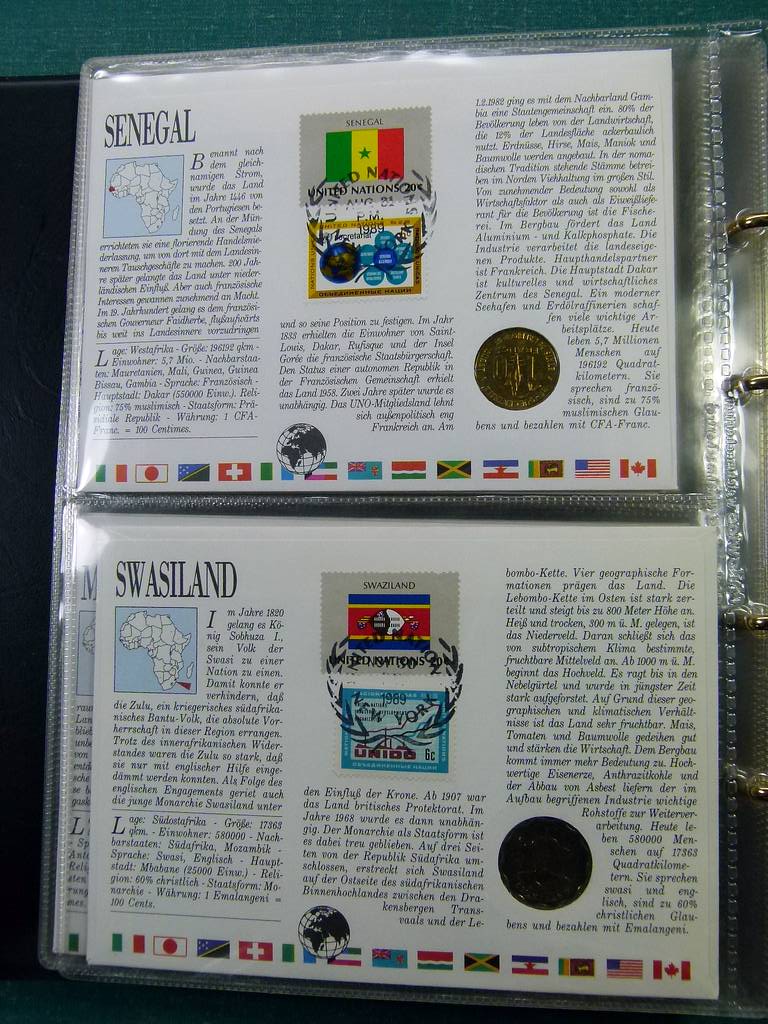 SENEGAL
Benannt nach
dem gleich-
namigen Strom,
wurde das Land
im Jahre 1446 von
den Portugiesen be-
setzt. An der Mün-
dung des Senegals
errichteten sie eine florierende Handelsnie-
derlassung, um von dort mit dem Landesin-
neren Tauschgeschäfte zu machen. 200 Jah-
re später gelangte das Land unter nieder-
ländischen Einfluß. Aber auch französische
Interessen gewannen zunehmend an Macht.
Im 19. Jahrhundert gelang es dem französi-
schen Gouverneur Faidherbe, flußaufwärts
bis weit ins Landesinnere vorzudringen
Lage: Westafrika - Größe: 196192 qkm -
Einwohner: 5,7 Mio. - Nachbarstaa-
ten: Mauretanien, Mali, Guinea, Guinea
Bissau, Gambia - Sprache: Französisch -
Hauptstadt: Dakar (550000 Einw.). Reli-
gion: 75% muslimisch - Staatsform: Prä-
sidiale Republik - Währung: 1 CFA-
Franc. = 100 Centimes.
SENEGAL
UNITED NATIONS 20c
UNITED NAT
AUG 31
P.M.
1989
ОБЪЕДИНЕННЫЕ НАЦИИ
und so seine Position zu festigen. Im Jahr
1833 erhielten die Einwohner von Saint-
Louis, Dakar, Rufisque und der Insel
Gorée die französische Staatsbürgerschaft.
Den Status einer autonomen Republik in
der Französischen Gemeinschaft erhielt
das Land 1958. Zwei Jahre später wurde es
unabhängig. Das UNO-Mitgliedsland lehnt
sich außenpolitisch eng
Frankreich an. Am
1.2.1982 ging es mit dem Nachbarland Gam-
bia eine Staatengemeinschaft ein. 80% der
Bevölkerung leben von der Landwirtschaft,
die 12% der Landesfläche ackerbaulich
nutzt. Erdnüsse, Hirse, Mais, Maniok und
Baumwolle werden angebaut. In der noma-
dischen Tradition stehende Stämme betrei-
ben im Norden Viehhaltung im großen Stil.
Von zunehmender Bedeutung sowohl als
Wirtschaftsfaktor als auch als Eiweißliefe-
rant für die Bevölkerung ist die Fische-
rei. Im Bergbau fördert das Land
Aluminium - und Kalkphosphate. Die
Industrie verarbeitet die landeseige-
nen Produkte. Haupthandelspartner
ist Frankreich. Die Hauptstadt Dakar
ist kulturelles und wirtschaftliches
Zentrum des Senegal. Ein moderner
Seehafen und Erdölraffinerien schaf-
fen viele wichtige Ar-
beitsplätze. Heute
leben 5,7 Millionen
Menschen auf
196192 Quadrat-
kilometern. Sie
sprechen franzö-
sisch, sind zu 75%
muslimischen Glau-
bens und bezahlen mit CFA-Franc.
SWASILAND
Im Jahre 1820
gelang es Kö-
nig Sobhuza I.,
sein Volk der
Swasi zu einer
Nation zu einen.
Damit konnte er
verhindern, daß
die Zulu, ein kriegerisches südafrika-
nisches Bantu-Volk, die absolute Vor-
herrschaft in dieser Region errangen.
Trotz des innerafrikanischen Wider-
standes waren die Zulu so stark, daß
sie nur mit englischer Hilfe einge-
dämmt werden konnten. Als Folge des
englischen Engagements geriet auch
die junge Monarchie Swasiland unter
Lage: Südostafrika - Größe: 17363
qkm. - Einwohner: 580000 - Nach-
barstaaten: Südafrika, Mozambik -
Sprache: Swasi, Englisch - Haupt-
stadt: Mbabane (25000 Einw.) - Reli-
gion: 60% christlich - Staatsform: Mo-
narchie - Währung: 1 Emalangeni =
100 Cents.
SWAZILAND
UNITED NATIONS 20c
1989
N.Y. YORK
UNIDO
6c
ОБЪЕДИНЕННЫЕ НАЦИИ
den Einfluß der Krone. Ab 1907 war
das Land britisches Protektorat. Im
Jahre 1968 wurde es dann unabhän-
gig. Der Monarchie als Staatsform ist
es dabei treu geblieben. Auf drei Sei-
ten von der Republik Südafrika um-
schlossen, erstreckt sich Swasiland
auf der Ostseite des südafrikanischen
Binnenhochlandes zwischen den Dra-
kensbergen Trans-
vaals und der Le-
bombo-Kette. Vier geographische For-
mationen prägen das Land. Die
Lebombo-Kette im Osten ist stark zer-
teilt und steigt bis zu 800 Meter Höhe an.
Heiß und trocken, 300 m ü. M. gelegen, ist
das Niederveld. Daran schließt sich das
von subtropischem Klima bestimmte,
fruchtbare Mittelveld an. Ab 1000 m ü. M.
beginnt das Hochveld. Es ragt bis in den
Nebelgürtel und wurde in jüngster Zeit
stark aufgeforstet. Auf Grund dieser geo-
graphischen und klimatischen Verhält-
nisse ist das Land sehr fruchtbar. Mais,
Tomaten und Baumwolle gedeihen gut
und stärken die Wirtschaft. Dem Bergbau
kommt immer mehr Bedeutung zu. Hoch-
wertige Eisenerze, Anthrazitkohle und
der Abbau von Asbest liefern der im
Aufbau begriffenen Industrie wichtige
Rohstoffe zur Weiterver-
arbeitung. Heute le-
ben 580000 Men-
schen auf 17363
Quadratkilome-
tern. Sie sprechen
swasi und eng-
lisch, sind zu 60%
christlichen Glau-
bens und bezahlen mit Emalangeni.